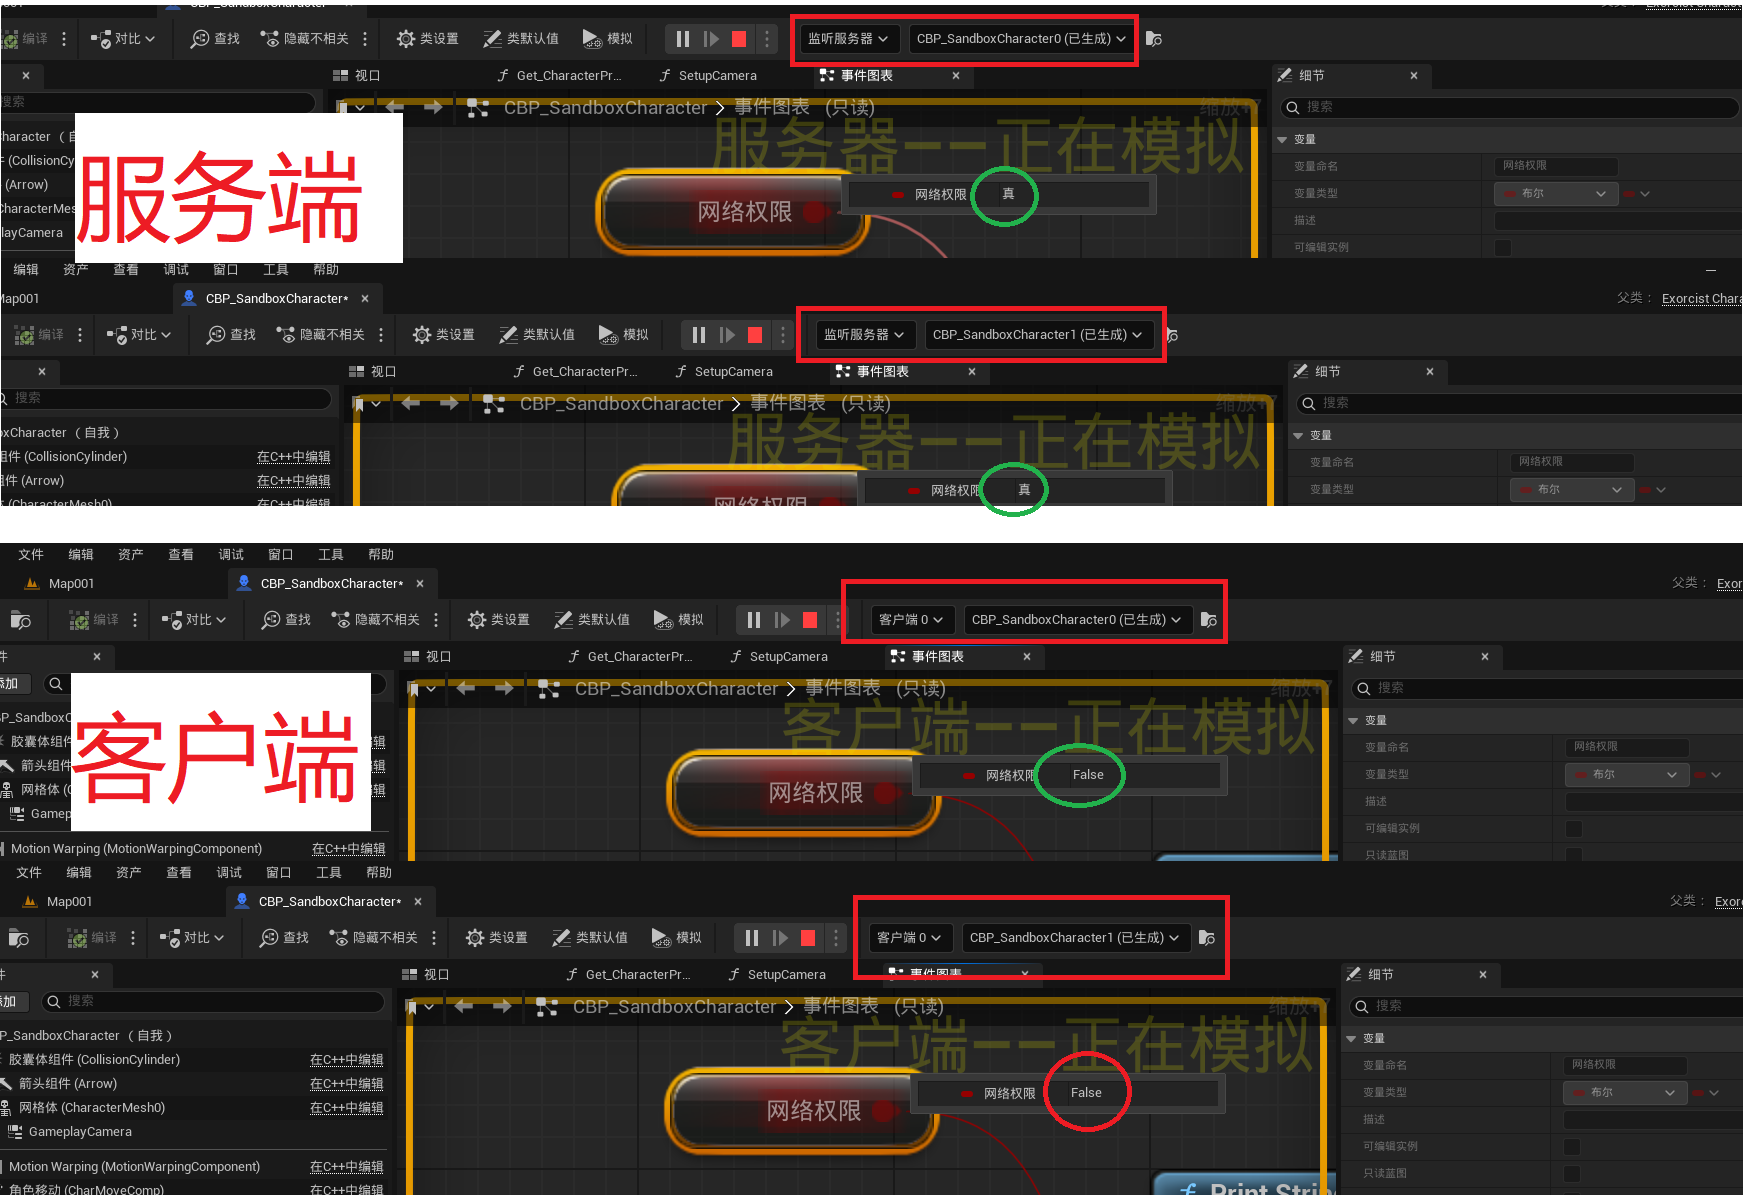 编译 对比 查找 隐藏不相关 类设置 类默认值 模拟 监听服务器 CBP_SandboxCharacter0 (已生成)
视口 Get_CharacterPr... SetupCamera 事件图表 细节
搜索 CBP_SandboxCharacter 事件图表 (只读) 缩放 搜索
服务器——正在模拟
haracter （自 变量
(CollisionCy 网络权限 真 变量命名 网络权限
(Arrow) 网络权限 变量类型 布尔
CharacterMes 描述
layCamera 可编辑实例
服务端
编辑 资产 查看 调试 窗口 工具 帮助
Map001 CBP_SandboxCharacter* 父类： Exorcist Chara
编译 对比 查找 隐藏不相关 类设置 类默认值 模拟 监听服务器 CBP_SandboxCharacter1 (已生成)
视口 Get_CharacterPr... SetupCamera 事件图表 细节
搜索 CBP_SandboxCharacter 事件图表 (只读) 缩放-7 搜索
服务器——正在模拟
oxCharacter （自我） 变量
组件 (CollisionCylinder) 在C++中编辑 变量命名 网络权限
件 (Arrow) 在C++中编辑 网络权限 真 变量类型 布尔
(CharacterMesh0) 在C++中编辑 网络权限
文件 编辑 资产 查看 调试 窗口 工具 帮助
Map001 CBP_SandboxCharacter* 父类： Exor
编译 对比 查找 隐藏不相关 类设置 类默认值 模拟 客户端 0 CBP_SandboxCharacter0 (已生成)
件 视口 Get_CharacterPr... SetupCamera 事件图表 细节
添加 CBP_SandboxCharacter 事件图表 (只读) 缩放-7 搜索
客户端——正在模拟
BP_SandboxC 变量
胶囊体组件 辑 变量命名 网络权限
箭头组件 辑 网络权限 False 变量类型 布尔
网格体 (C 辑 网络权限 描述
Gamep 可编辑实例
客户端
Motion Warping (MotionWarpingComponent) 在C++中编辑 只读蓝图
文件 编辑 资产 查看 调试 窗口 工具 帮助
Map001 CBP_SandboxCharacter* 父类： Exor
编译 对比 查找 隐藏不相关 类设置 类默认值 模拟 客户端 0 CBP_SandboxCharacter1 (已生成)
件 视口 Get_CharacterPr... SetupCamera 事件图表 细节
添加 搜索 CBP_SandboxCharacter 事件图表 (只读) 缩放-7 搜索
客户端——正在模拟
P_SandboxCharacter （自我） 变量
胶囊体组件 (CollisionCylinder) 在C++中编辑 变量命名 网络权限
箭头组件 (Arrow) 在C++中编辑 网络权限 False 变量类型 布尔
网格体 (CharacterMesh0) 在C++中编辑 网络权限 描述
GameplayCamera 可编辑实例
Motion Warping (MotionWarpingComponent) 在C++中编辑 只读蓝图
角色移动 (CharMoveComp) 在C++中编辑 Print Strin